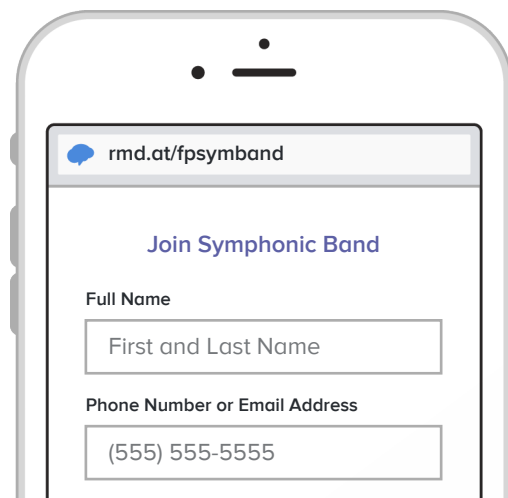 rmd.at/fpsymband
Join Symphonic Band
Full Name
First and Last Name
Phone Number or Email Address
(555) 555-5555